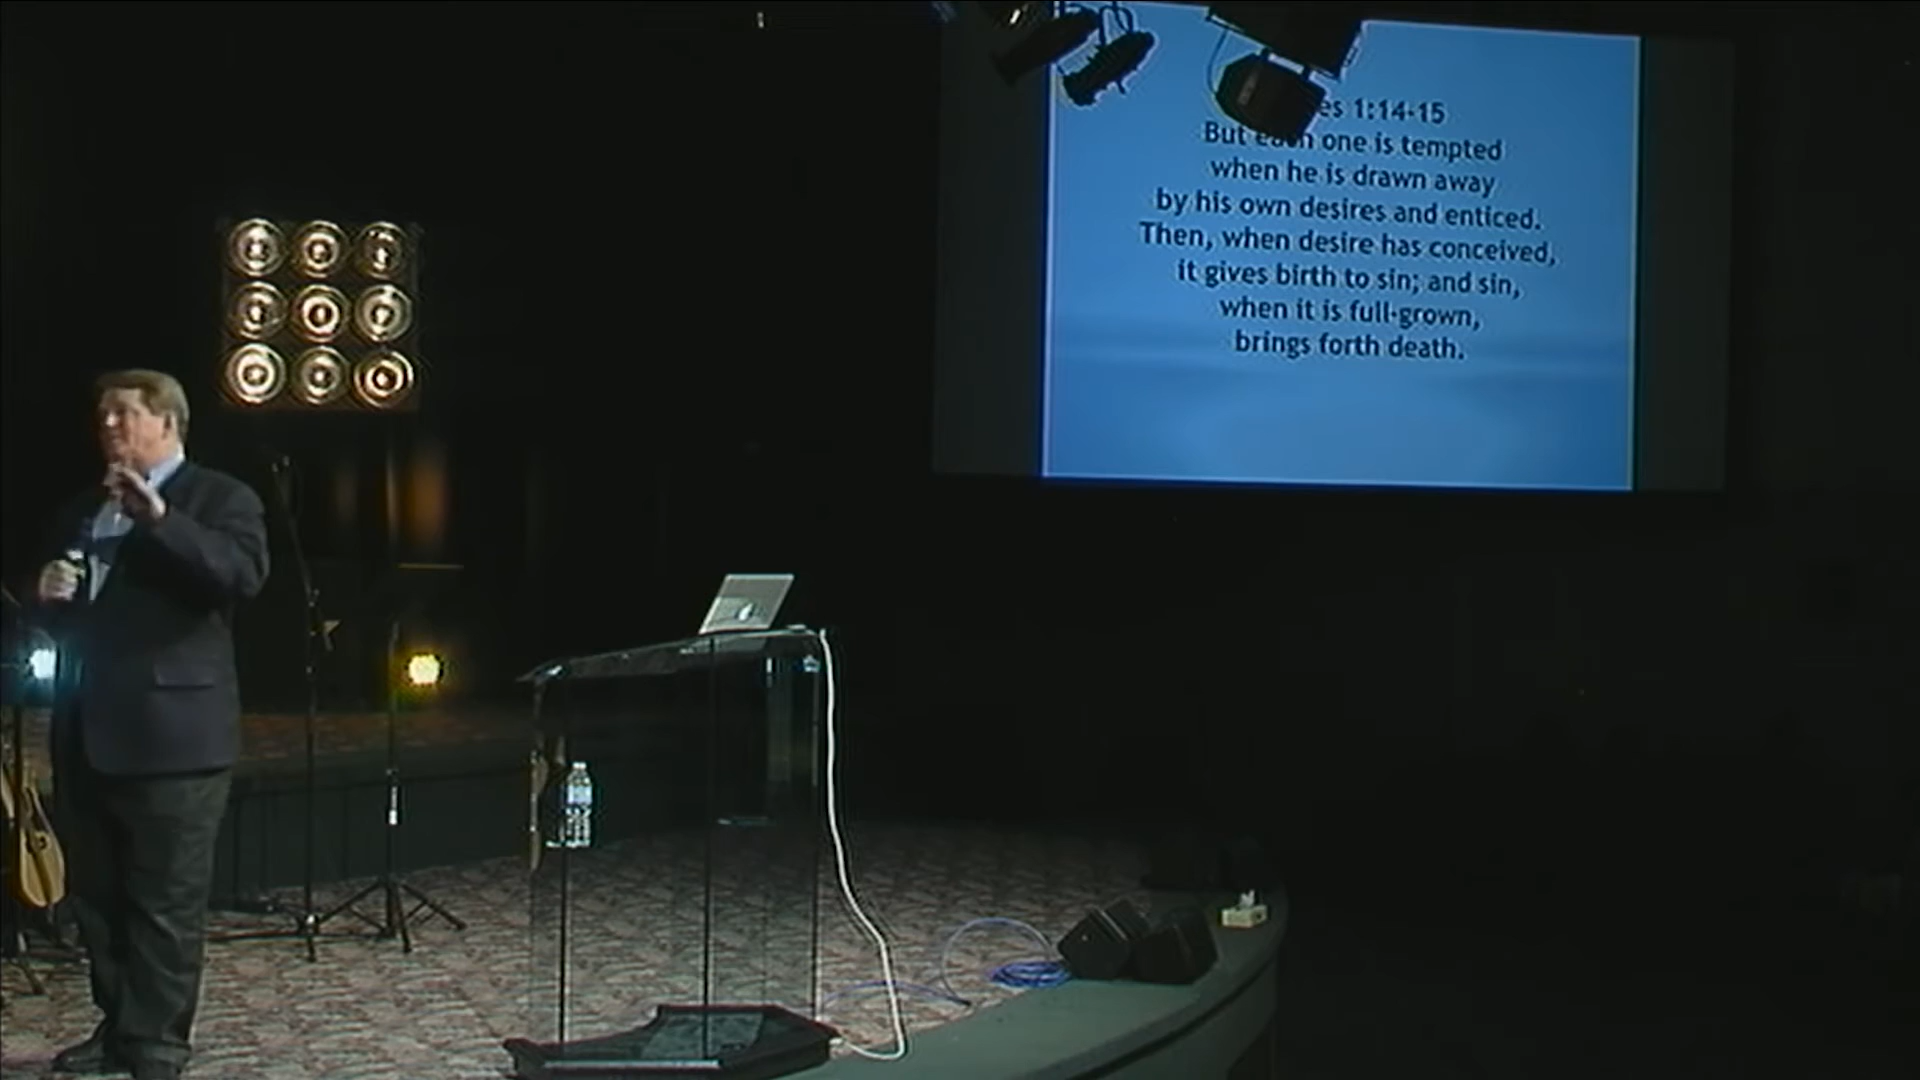 es 1:14-15
But each one is tempted
when he is drawn away
by his own desires and enticed.
Then, when desire has conceived,
it gives birth to sin; and sin,
when it is full-grown,
brings forth death.